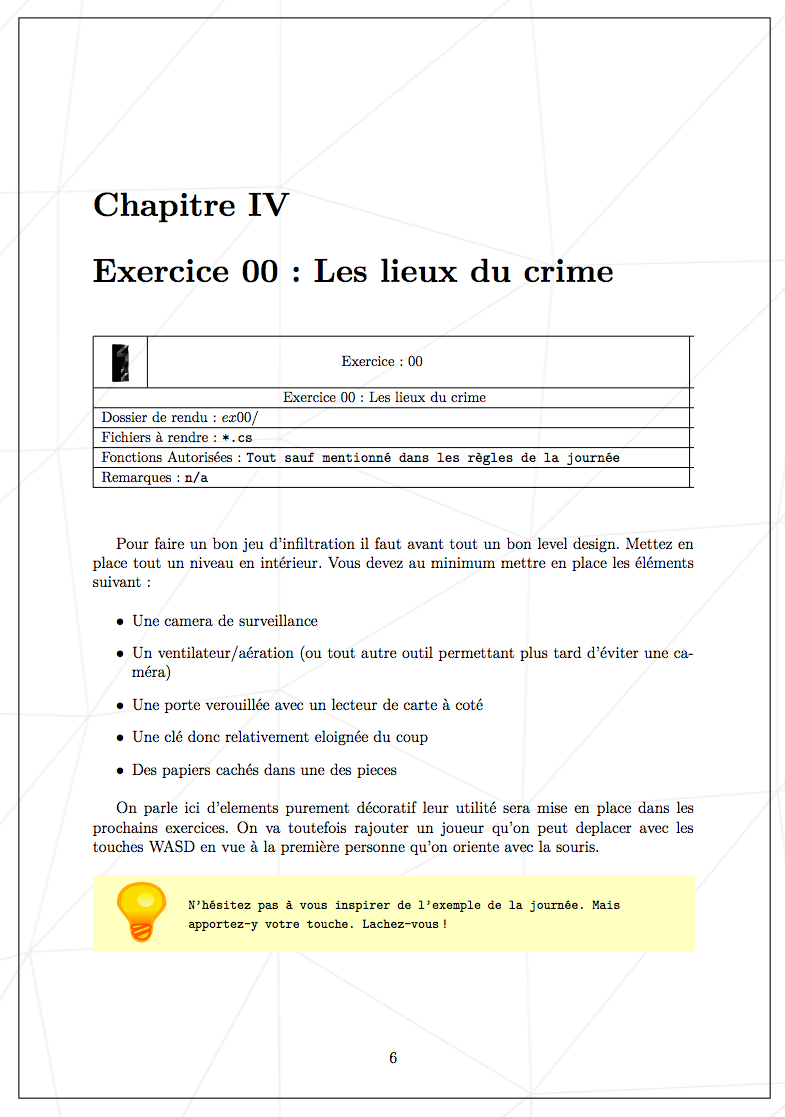 Chapitre IV
Exercice 00 : Les lieux du crime
Exercice : 00
Exercice 00 : Les lieux du crime
Dossier de rendu : ex00/
Fichiers à rendre : *.cs
Fonctions Autorisées : Tout sauf mentionné dans les règles de la journée
Remarques : n/a
Pour faire un bon jeu d'infiltration il faut avant tout un bon level design. Mettez en
place tout un niveau en intérieur. Vous devez au minimum mettre en place les éléments
suivant :
• Une camera de surveillance
• Un ventilateur/aération (ou tout autre outil permettant plus tard d'éviter une ca-
méra)
• Une porte verouillée avec un lecteur de carte à coté
• Une clé donc relativement eloignée du coup
• Des papiers cachés dans une des pieces
On parle ici d'elements purement décoratif leur utilité sera mise en place dans les
prochains exercices. On va toutefois rajouter un joueur qu'on peut deplacer avec les
touches WASD en vue à la première personne qu'on oriente avec la souris.
N'hésitez pas à vous inspirer de l'exemple de la journée. Mais
apportez-y votre touche. Lachez-vous !
6